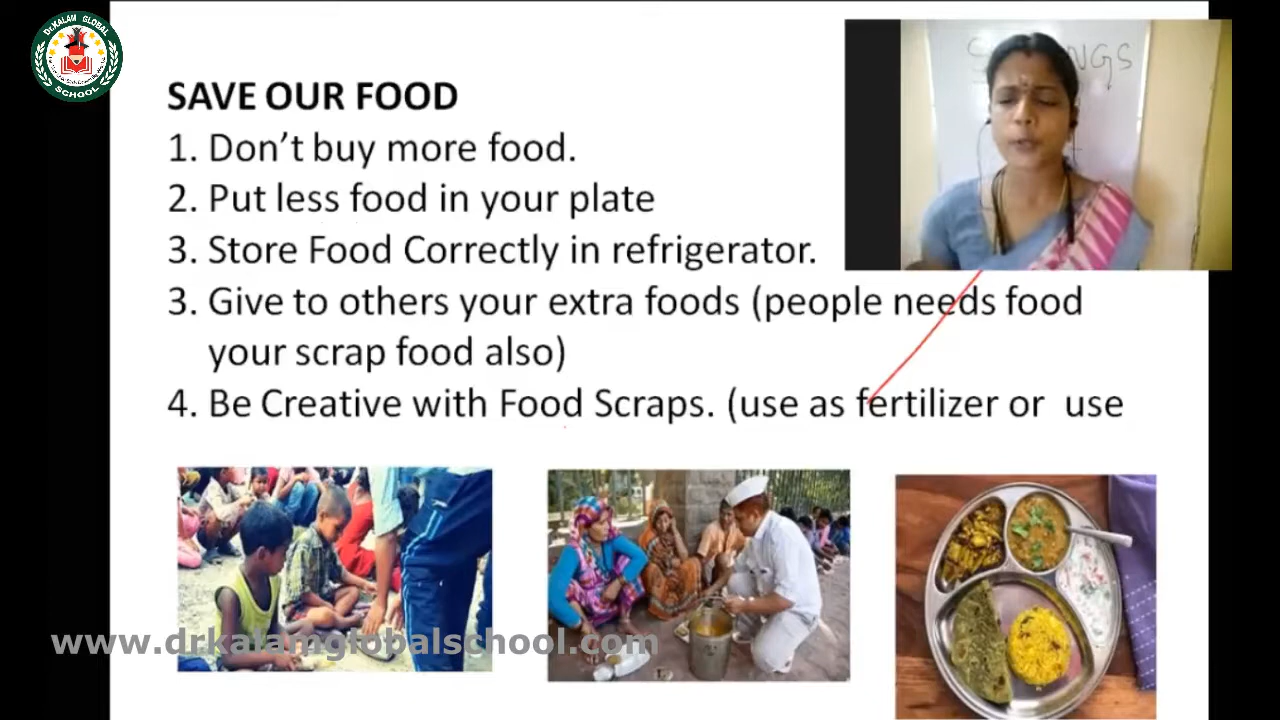 DR.KALAM GLOBAL
SCHOOL
SAVE OUR FOOD
1. Don’t buy more food.
2. Put less food in your plate
3. Store Food Correctly in refrigerator.
3. Give to others your extra foods (people needs food
your scrap food also)
4. Be Creative with Food Scraps. (use as fertilizer or use
www.drkalamglobalschool.com